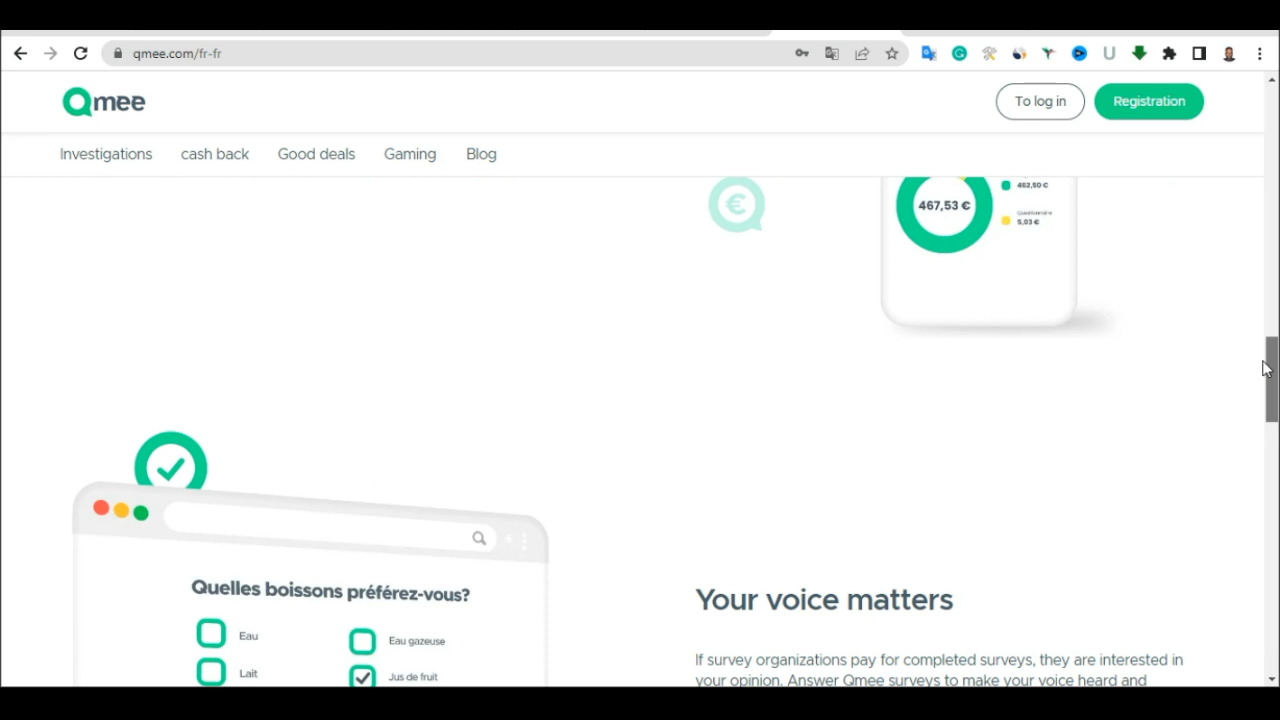 qmee.com/fr-fr
Qmee
To log in
Registration
Investigations
cash back
Good deals
Gaming
Blog
467,53 €
462,50 €
Questionnaire
5,03 €
Quelles boissons préférez-vous?
Eau
Eau gazeuse
Lait
Jus de fruit
Your voice matters
If survey organizations pay for completed surveys, they are interested in
your opinion. Answer Qmee surveys to make your voice heard and